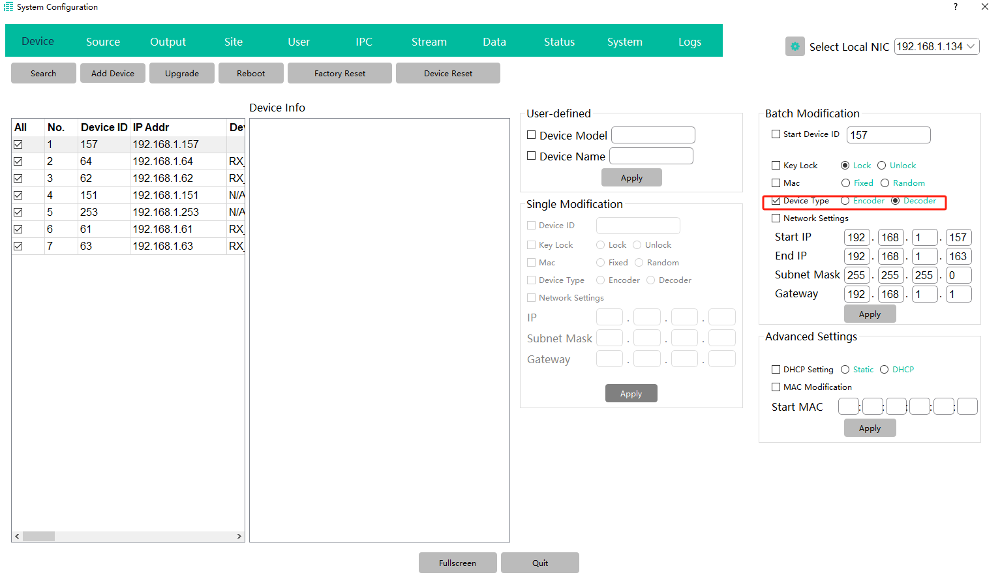 System Configuration
?
Device Source Output Site User IPC Stream Data Status System Logs
Select Local NIC 192.168.1.134
Search Add Device Upgrade Reboot Factory Reset Device Reset
All No. Device ID IP Addr Dev
1 157 192.168.1.157
2 64 192.168.1.64 RX_
3 62 192.168.1.62 RX_
4 151 192.168.1.151 N/A
5 253 192.168.1.253 N/A
6 61 192.168.1.61 RX_
7 63 192.168.1.63 RX_
Device Info
User-defined
Device Model
Device Name
Apply
Single Modification
Device ID
Key Lock Lock Unlock
Mac Fixed Random
Device Type Encoder Decoder
Network Settings
IP . . .
Subnet Mask . . .
Gateway . . .
Apply
Batch Modification
Start Device ID 157
Key Lock Lock Unlock
Mac Fixed Random
Device Type Encoder Decoder
Network Settings
Start IP 192 . 168 . 1 . 157
End IP 192 . 168 . 1 . 163
Subnet Mask 255 . 255 . 255 . 0
Gateway 192 . 168 . 1 . 1
Apply
Advanced Settings
DHCP Setting Static DHCP
MAC Modification
Start MAC : : : : :
Apply
Fullscreen Quit